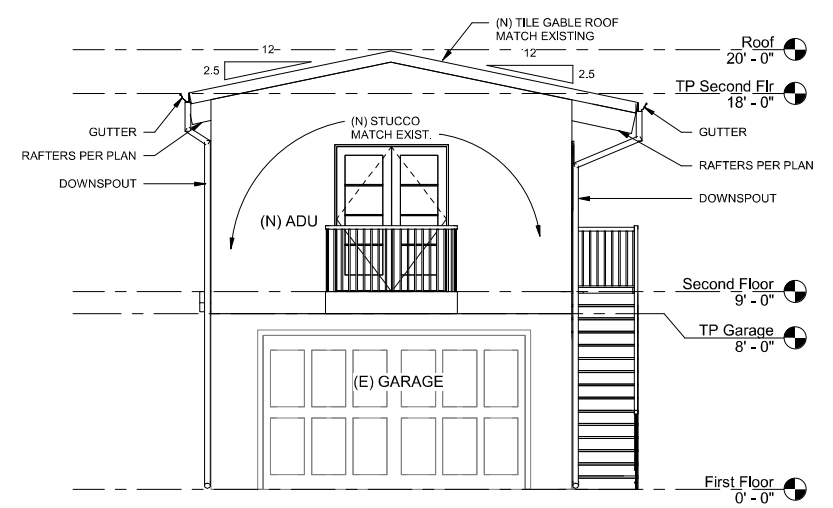 (N) TILE GABLE ROOF
MATCH EXISTING
Roof
20' - 0"
12
12
2.5
2.5
TP Second Flr
18' - 0"
(N) STUCCO
MATCH EXIST.
GUTTER
GUTTER
RAFTERS PER PLAN
RAFTERS PER PLAN
DOWNSPOUT
DOWNSPOUT
(N) ADU
Second Floor
9' - 0"
TP Garage
8' - 0"
(E) GARAGE
First Floor
0' - 0"